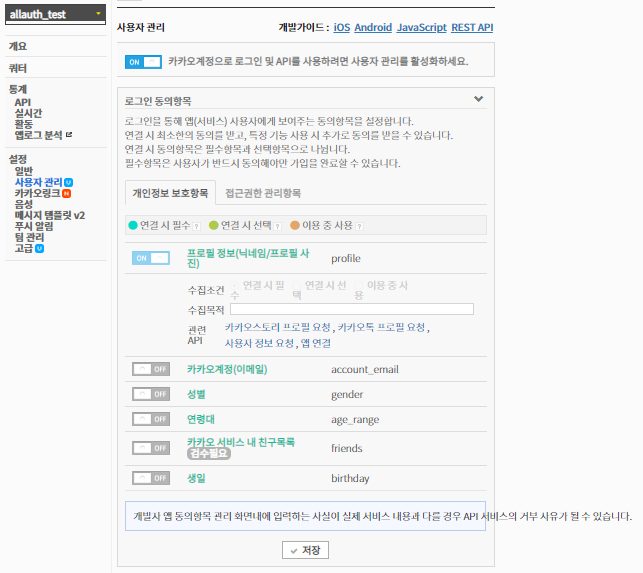 allauth_test
개요
쿼터
통계
API
실시간
활동
앱로그 분석
설정
일반
사용자 관리 U
카카오링크 N
음성
메시지 템플릿 v2
푸시 알림
팀 관리
고급 U
사용자 관리
개발가이드 : iOS Android JavaScript REST API
ON 카카오계정으로 로그인 및 API를 사용하려면 사용자 관리를 활성화하세요.
로그인 동의항목
로그인을 통해 앱(서비스) 사용자에게 보여주는 동의항목을 설정합니다.
연결 시 최소한의 동의를 받고, 특정 기능 사용 시 추가로 동의를 받을 수 있습니다.
연결 시 동의항목은 필수항목과 선택항목으로 나뉩니다.
필수항목은 사용자가 반드시 동의해야만 가입을 완료할 수 있습니다.
개인정보 보호항목 접근권한 관리항목
연결 시 필수 ? 연결 시 선택 ? 이용 중 사용 ?
ON 프로필 정보(닉네임/프로필 사
진) profile
수집조건 연결 시 필
수 연결 시 선
택 이용 중 사
용
수집목적
관련
API 카카오스토리 프로필 요청 , 카카오톡 프로필 요청 ,
사용자 정보 요청 , 앱 연결
OFF 카카오계정(이메일) account_email
OFF 성별 gender
OFF 연령대 age_range
OFF 카카오 서비스 내 친구목록
검수필요 friends
OFF 생일 birthday
개발자 앱 동의항목 관리 화면내에 입력하는 사실이 실제 서비스 내용과 다를 경우 API 서비스의 거부 사유가 될 수 있습니다.
저장